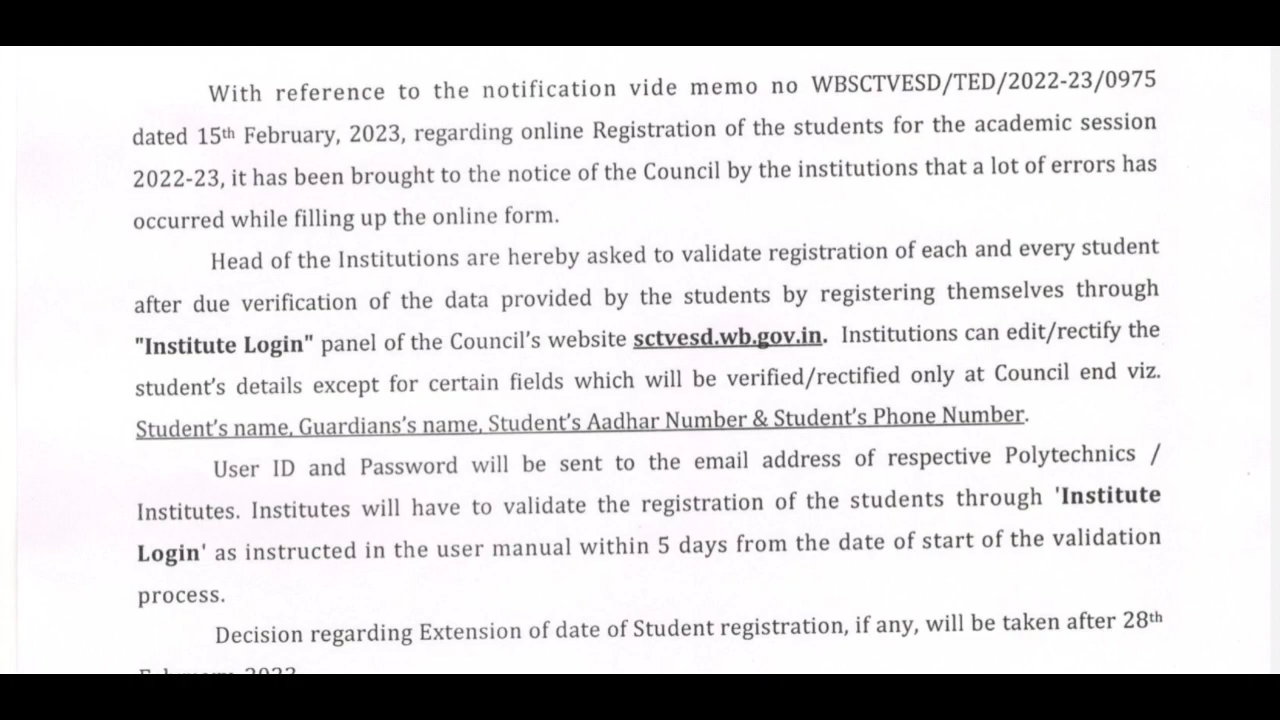 With reference to the notification vide memo no WBSCTVESD/TED/2022-23/0975
dated 15th February, 2023, regarding online Registration of the students for the academic session
2022-23, it has been brought to the notice of the Council by the institutions that a lot of errors has
occurred while filling up the online form.
Head of the Institutions are hereby asked to validate registration of each and every student
after due verification of the data provided by the students by registering themselves through
"Institute Login" panel of the Council's website sctvesd.wb.gov.in. Institutions can edit/rectify the
student's details except for certain fields which will be verified/rectified only at Council end viz.
Student's name, Guardians's name, Student's Aadhar Number & Student's Phone Number.
User ID and Password will be sent to the email address of respective Polytechnics /
Institutes. Institutes will have to validate the registration of the students through 'Institute
Login' as instructed in the user manual within 5 days from the date of start of the validation
process.
Decision regarding Extension of date of Student registration, if any, will be taken after 28th